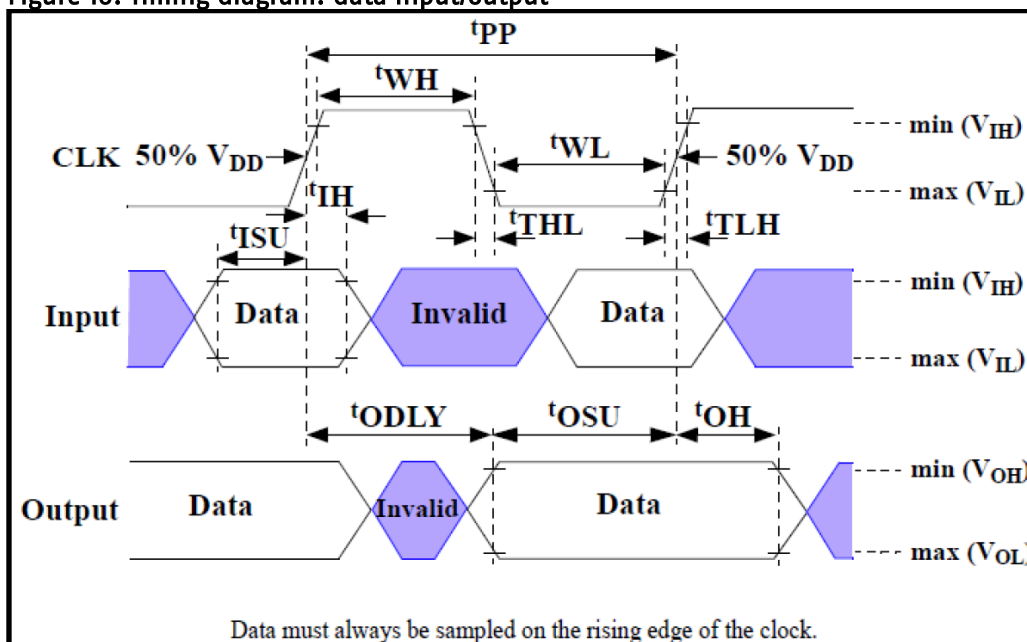 Figure 18: Timing diagram: data input/output
tPP
tWH
min (VIH)
CLK 50% VDD
tWL
50% VDD
max (VIL)
tIH
tTHL
tTLH
tISU
min (VIH)
Input
Data
Invalid
Data
max (VIL)
tODLY
tOSU
tOH
min (VOH)
Output
Data
Invalid
Data
max (VOL)
Data must always be sampled on the rising edge of the clock.